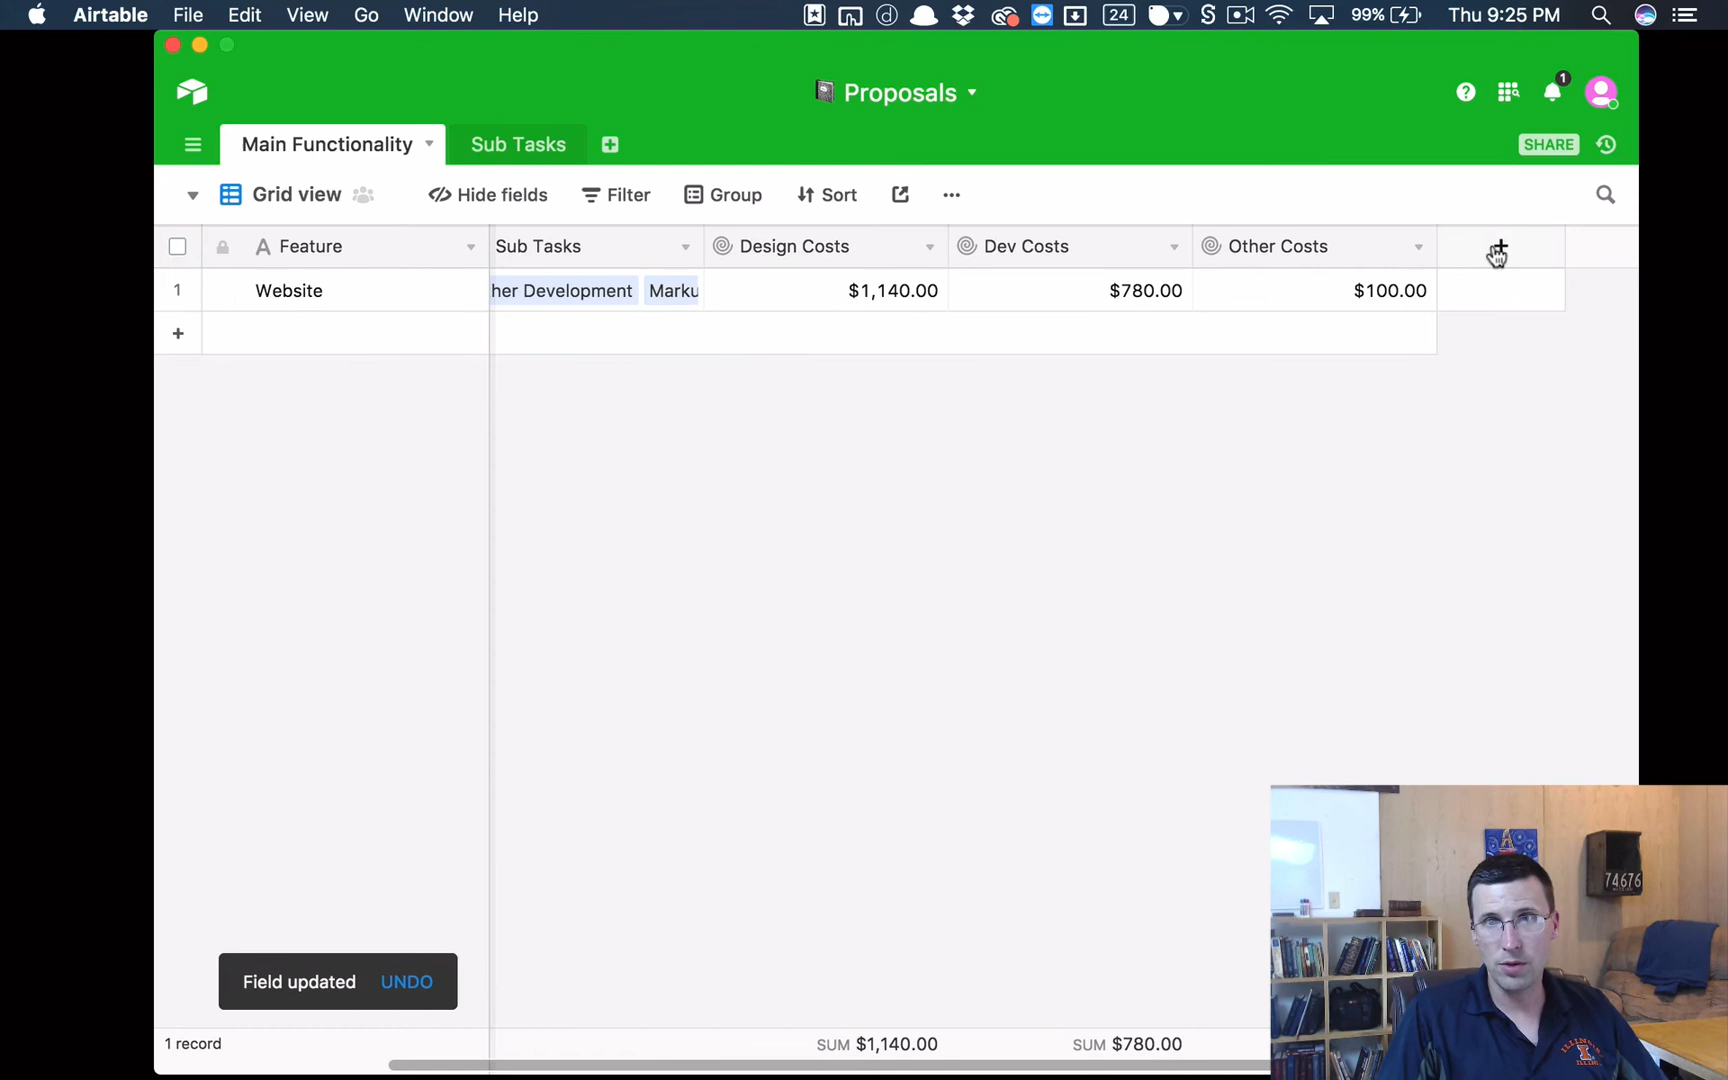 Airtable File Edit View Go Window Help 24 99% Thu 9:25 PM
Proposals 1
Main Functionality Sub Tasks SHARE
Grid view Hide fields Filter Group Sort
Feature Sub Tasks Design Costs Dev Costs Other Costs
1 Website her Development Marku $1,140.00 $780.00 $100.00
Field updated UNDO
1 record SUM $1,140.00 SUM $780.00
74676
ILLINOIS